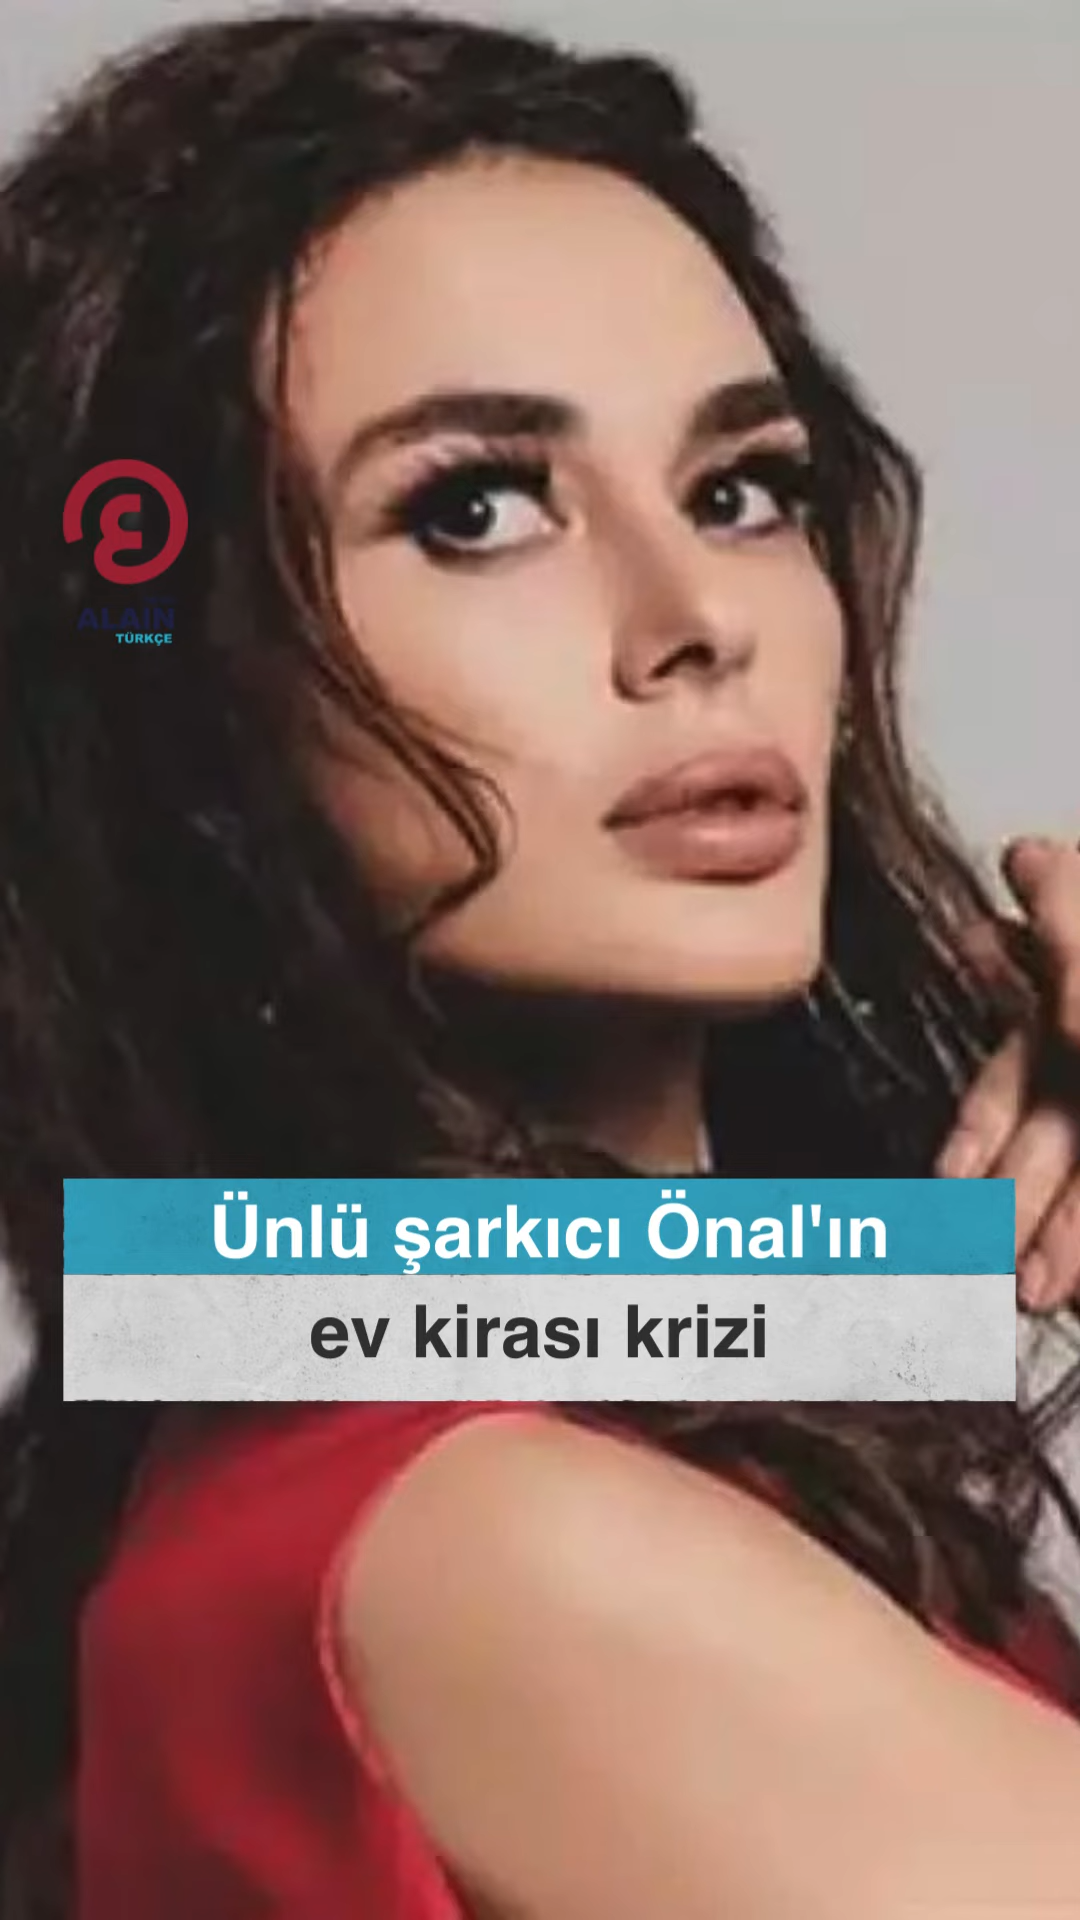 ALAIN
TÜRKÇE
Ünlü şarkıcı Önal'ın
ev kirası krizi